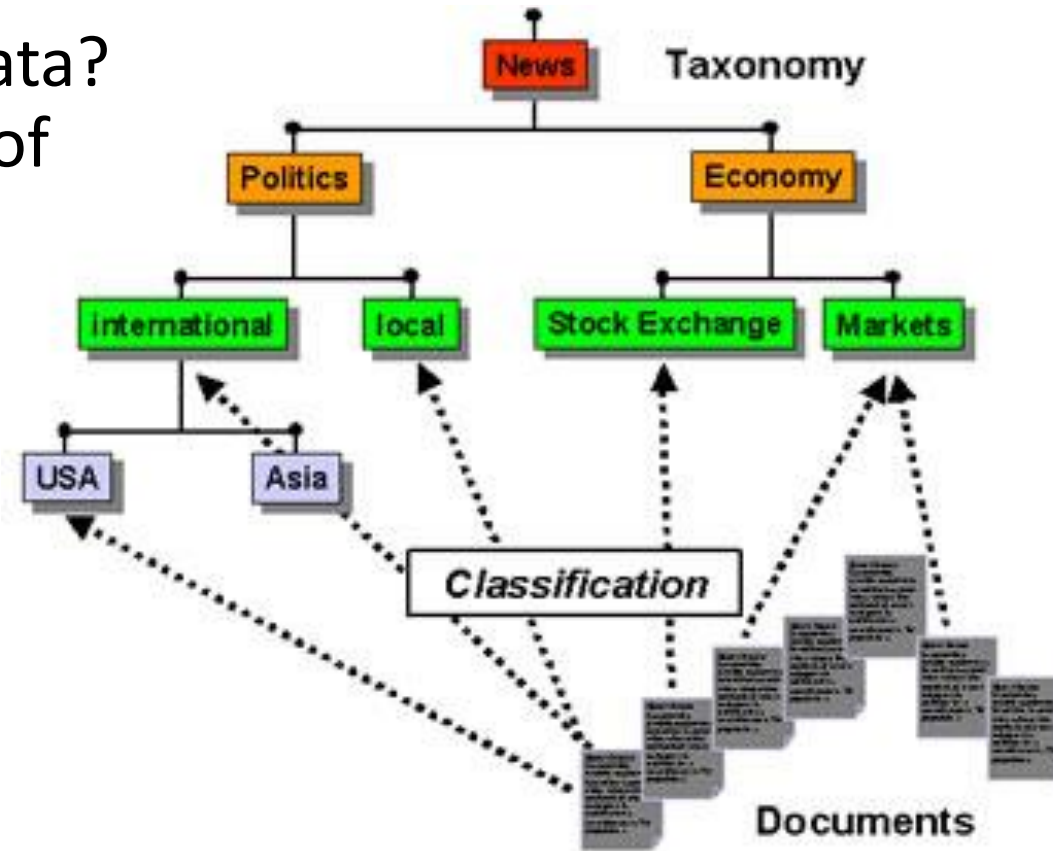 ata?
of
News
Taxonomy
Politics
Economy
international
local
Stock Exchange
Markets
USA
Asia
Classification
Documents